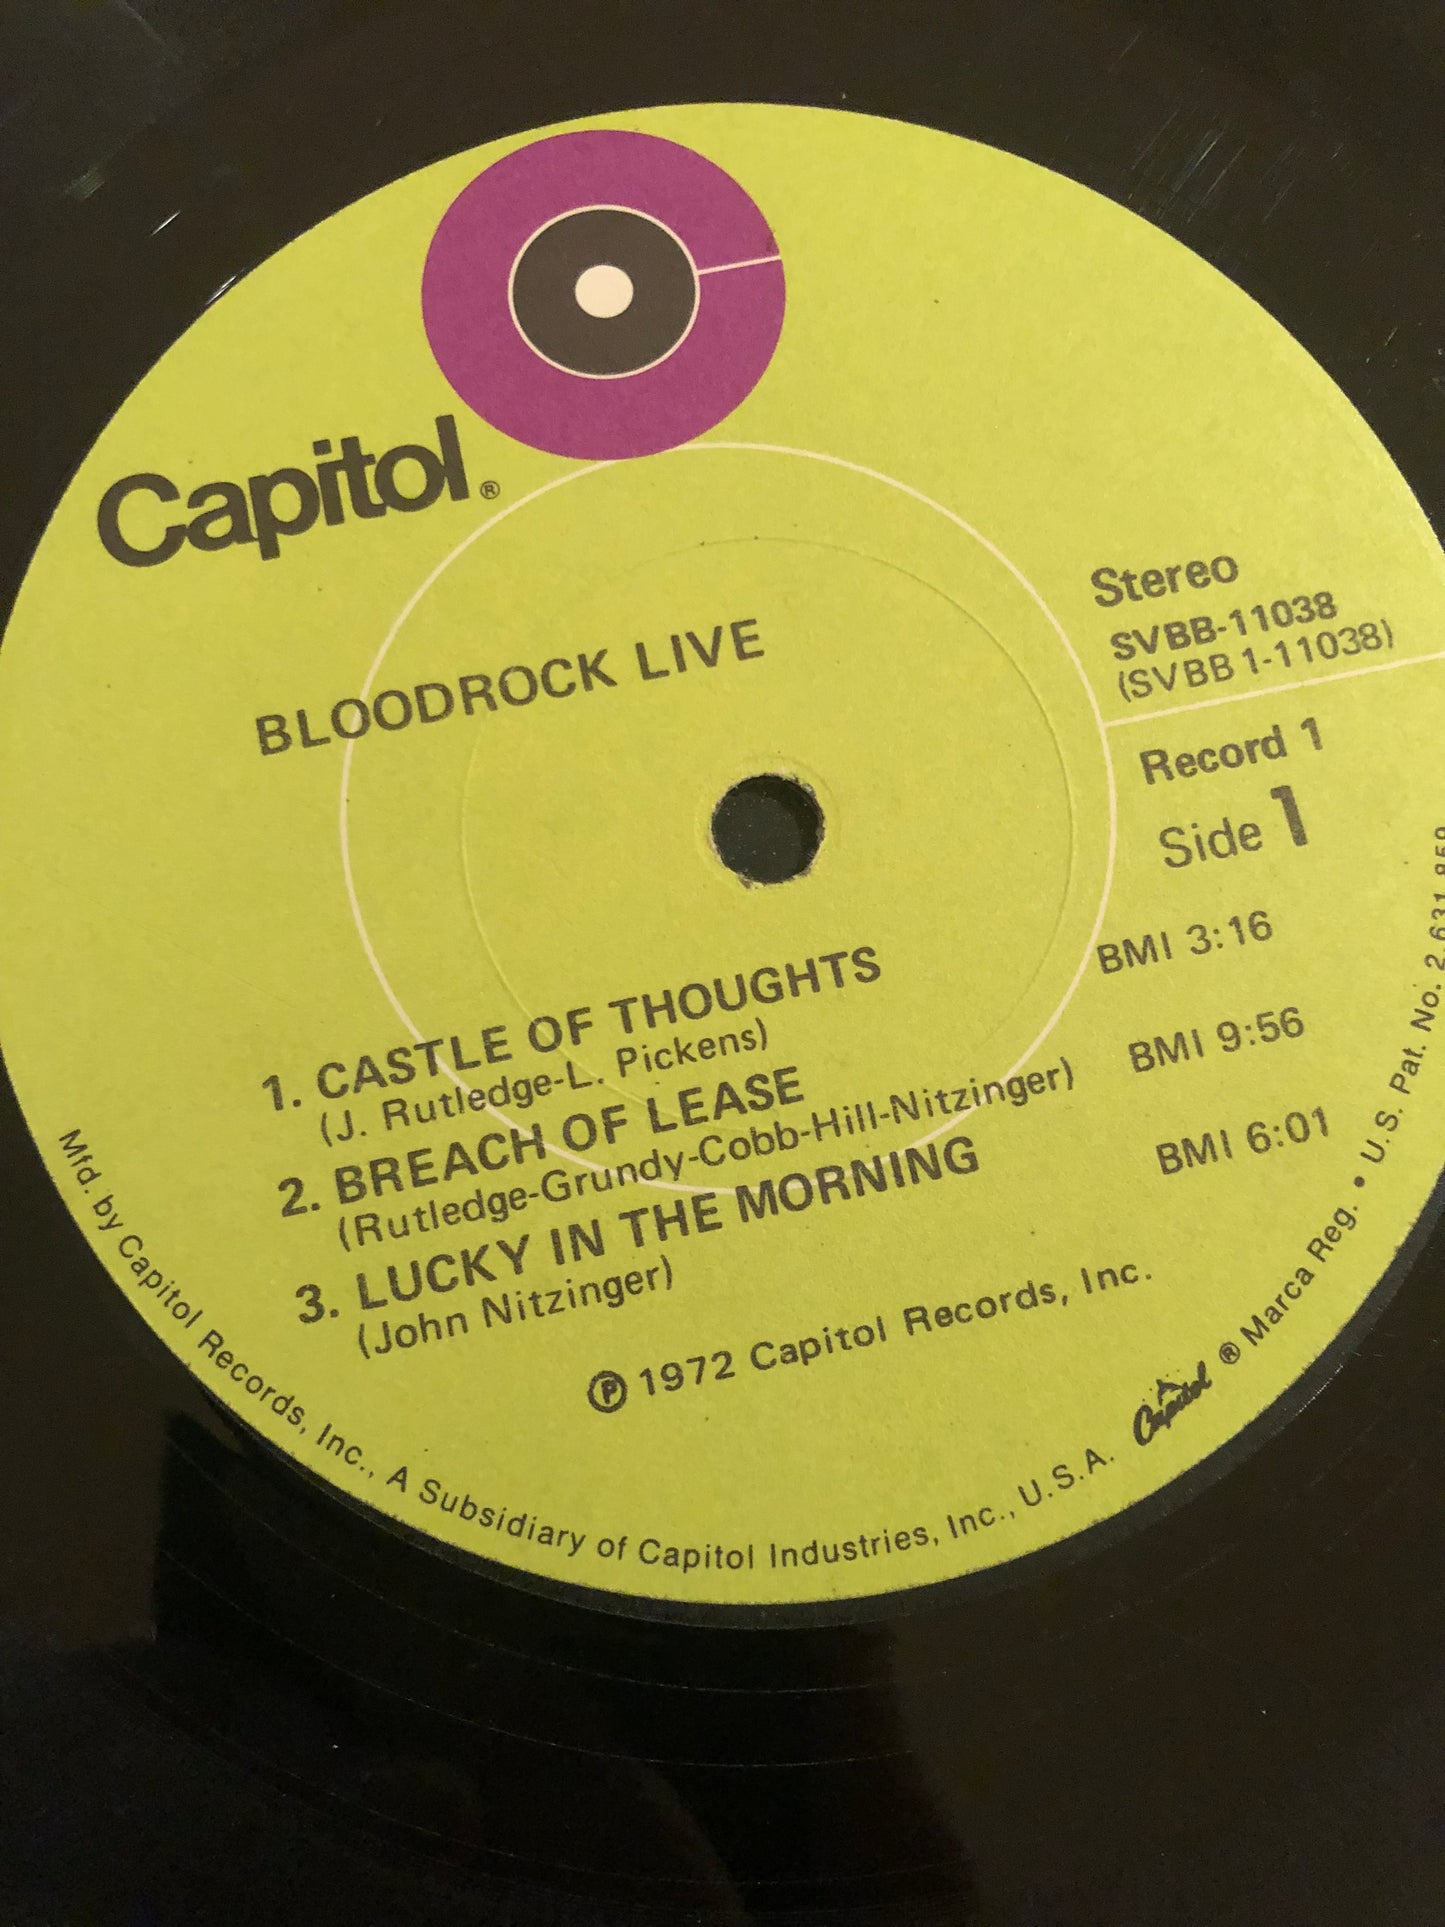 Capitol®
BLOODROCK LIVE
Stereo
SVBB-11038
(SVBB 1-11038)
Record 1
Side 1
1. CASTLE OF THOUGHTS BMI 3:16
(J. Rutledge-L. Pickens)
2. BREACH OF LEASE BMI 9:56
(Rutledge-Grundy-Cobb-Hill-Nitzinger)
3. LUCKY IN THE MORNING BMI 6:01
(John Nitzinger)
℗ 1972 Capitol Records, Inc.
Mfd. by Capitol Records, Inc., A Subsidiary of Capitol Industries, Inc., U.S.A. Capitol ® Marca Reg. • U.S. Pat. No. 2,631,859